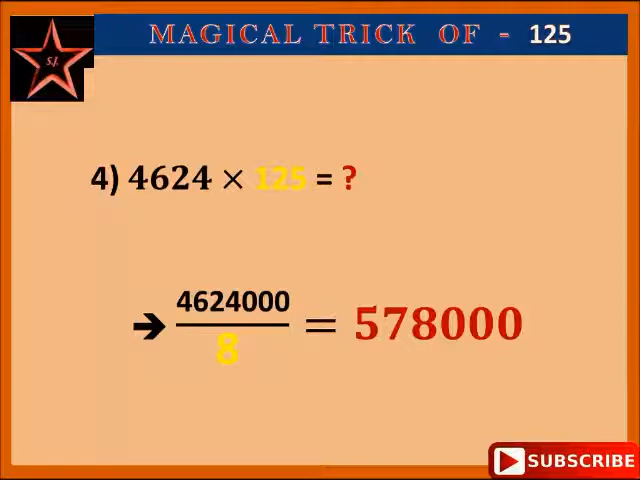 MAGICAL TRICK OF - 125
S.J.
4) 4624 × 125 = ?
➔ 4624000 / 8 = 578000
SUBSCRIBE